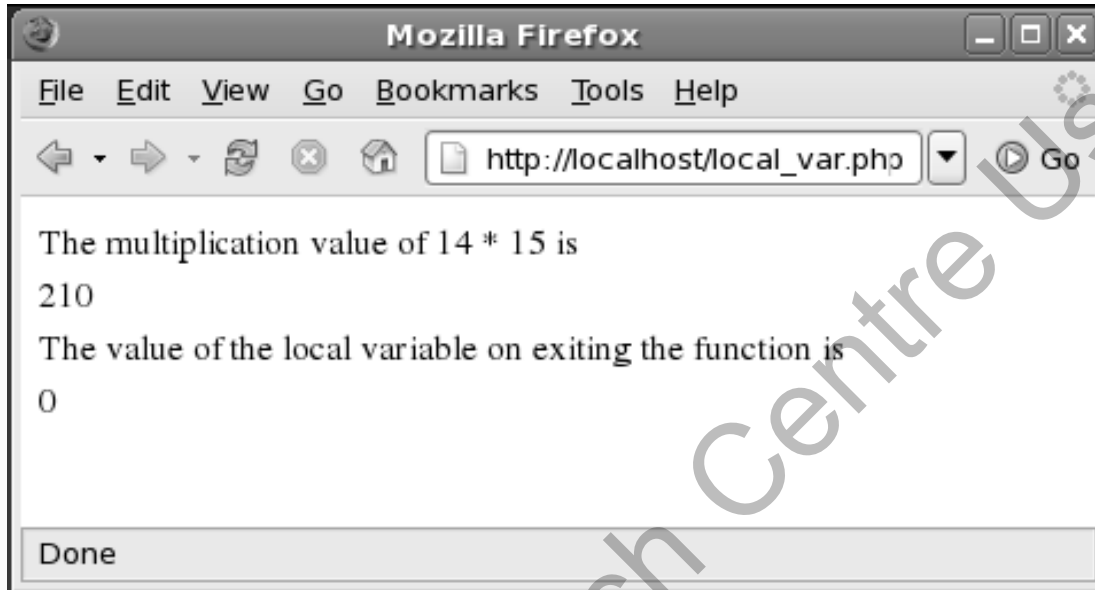 Mozilla Firefox
File Edit View Go Bookmarks Tools Help
http://localhost/local_var.php Go
The multiplication value of 14 * 15 is
210
The value of the local variable on exiting the function is
0
Done
Centre